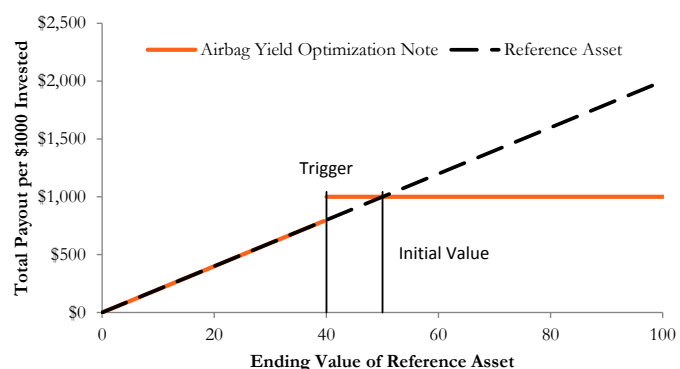 $2,500
Airbag Yield Optimization Note
Reference Asset
$2,000
$1,500
Trigger
$1,000
Initial Value
$500
$0
0
20
40
60
80
100
Total Payout per $1000 Invested
Ending Value of Reference Asset